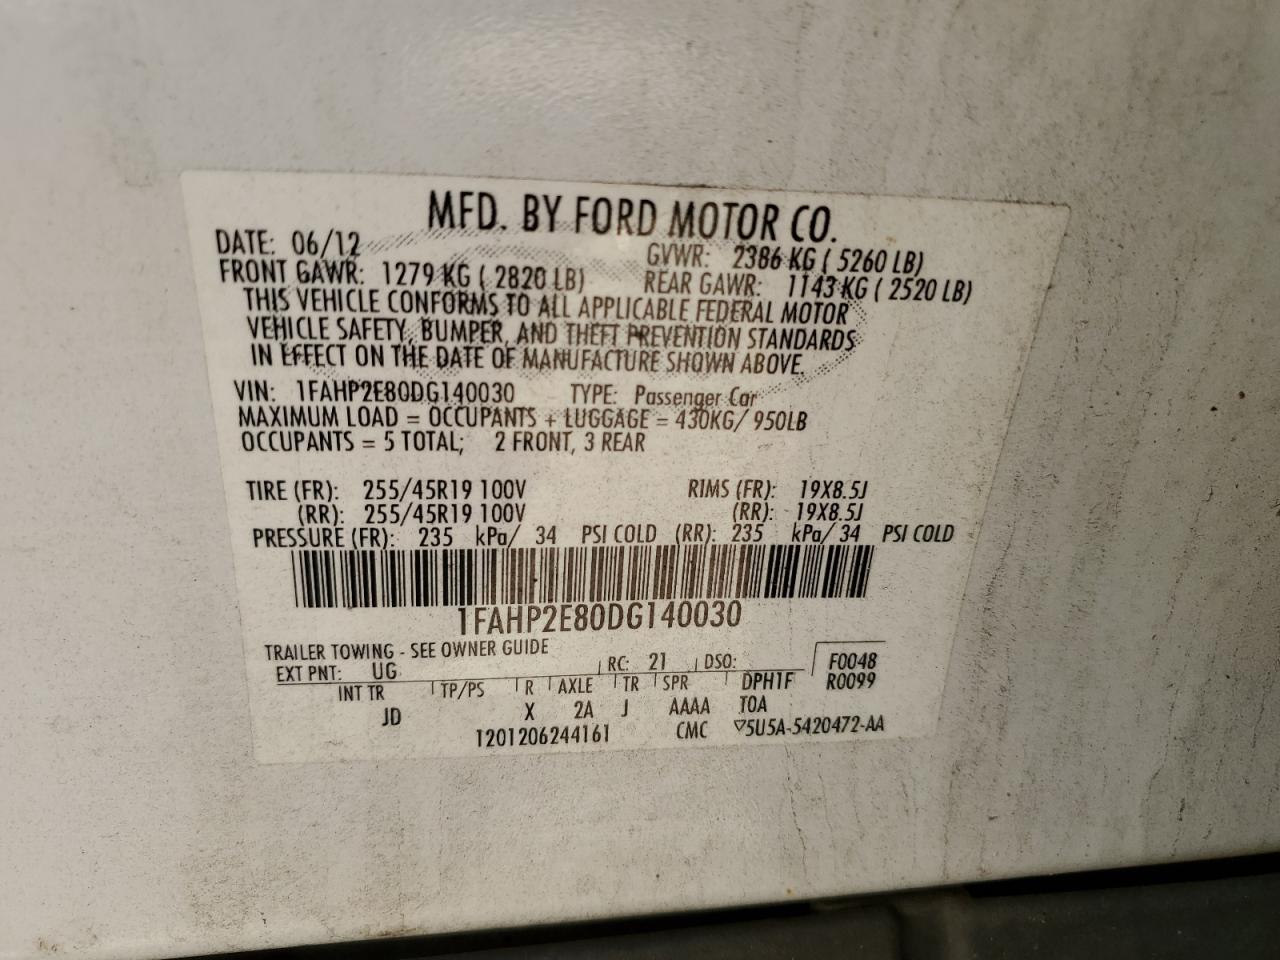 MFD. BY FORD MOTOR CO.
DATE: 06/12 GVWR: 2386 KG ( 5260 LB)
FRONT GAWR: 1279 KG ( 2820 LB) REAR GAWR: 1143 KG ( 2520 LB)
THIS VEHICLE CONFORMS TO ALL APPLICABLE FEDERAL MOTOR
VEHICLE SAFETY, BUMPER, AND THEFT PREVENTION STANDARDS
IN EFFECT ON THE DATE OF MANUFACTURE SHOWN ABOVE.
VIN: 1FAHP2E80DG140030 TYPE: Passenger Car
MAXIMUM LOAD = OCCUPANTS + LUGGAGE = 430KG/ 950LB
OCCUPANTS = 5 TOTAL; 2 FRONT, 3 REAR
TIRE (FR): 255/45R19 100V RIMS (FR): 19X8.5J
(RR): 255/45R19 100V (RR): 19X8.5J
PRESSURE (FR): 235 kPa/ 34 PSI COLD (RR): 235 kPa/ 34 PSI COLD
1FAHP2E80DG140030
TRAILER TOWING - SEE OWNER GUIDE
EXT PNT: UG RC: 21 DSO: F0048
INT TR TP/PS R AXLE TR SPR DPH1F R0099
JD X 2A J AAAA TOA
1201206244161 CMC ▽5U5A-5420472-AA